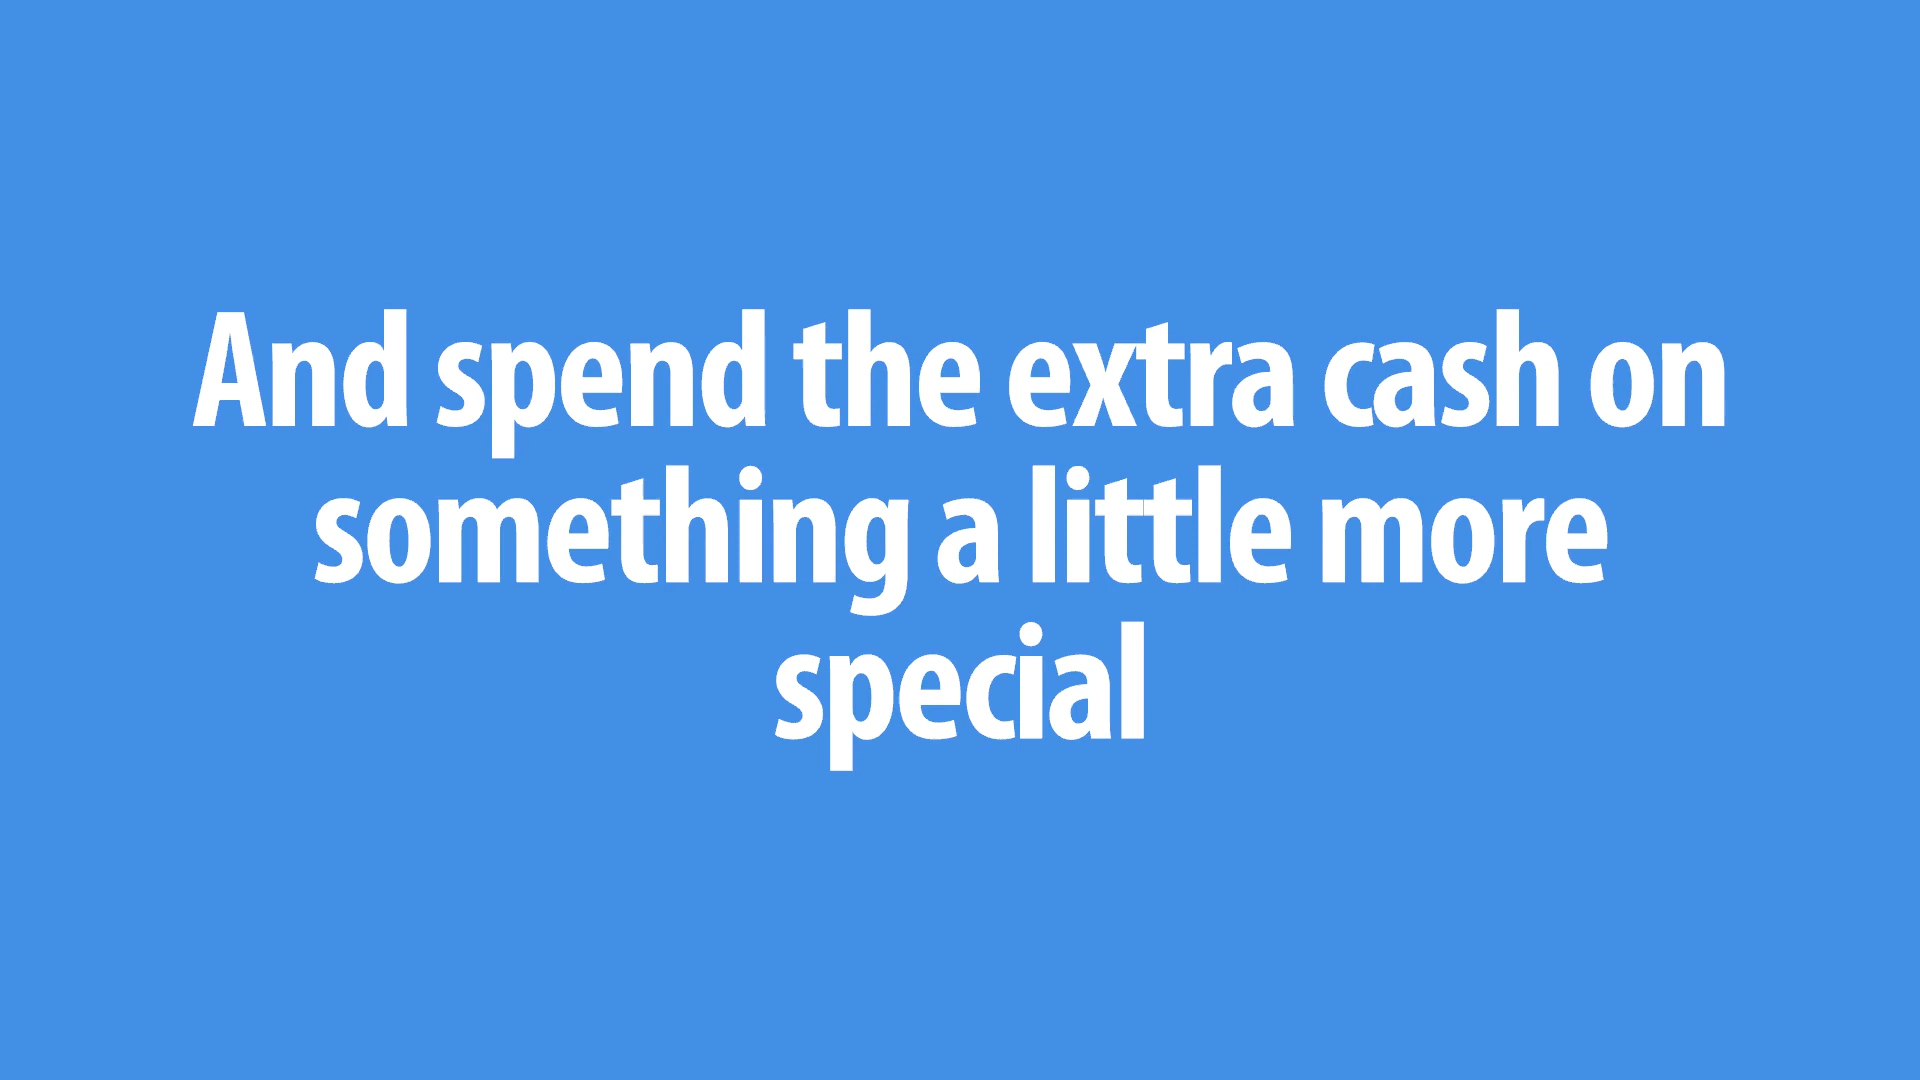 And spend the extra cash on
something a little more
special